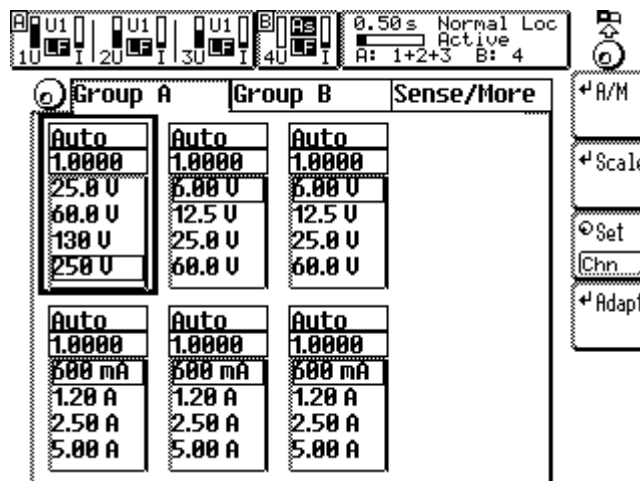 A U1 U1 U1 B As 0.50s Normal Loc
LF LF LF LF Active
1U I 2U I 3U I 4U I A: 1+2+3 B: 4
Group A Group B Sense/More
A/M
Auto Auto Auto
1.0000 1.0000 1.0000
Scale
25.0 V 6.00 V 6.00 V
60.0 V 12.5 V 12.5 V
130 V 25.0 V 25.0 V
Set
250 V 60.0 V 60.0 V
Chn
Adapt
Auto Auto Auto
1.0000 1.0000 1.0000
600 mA 600 mA 600 mA
1.20 A 1.20 A 1.20 A
2.50 A 2.50 A 2.50 A
5.00 A 5.00 A 5.00 A